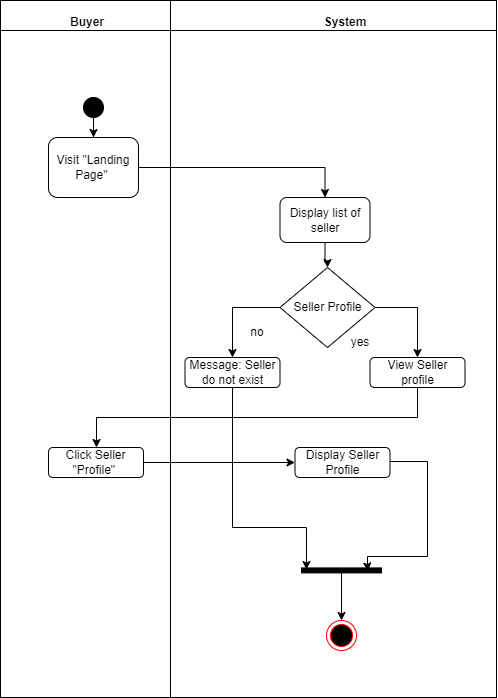 Buyer
System
Visit "Landing
Page"
Display list of
seller
Seller Profile
no
yes
Message: Seller
do not exist
View Seller
profile
Click Seller
"Profile"
Display Seller
Profile